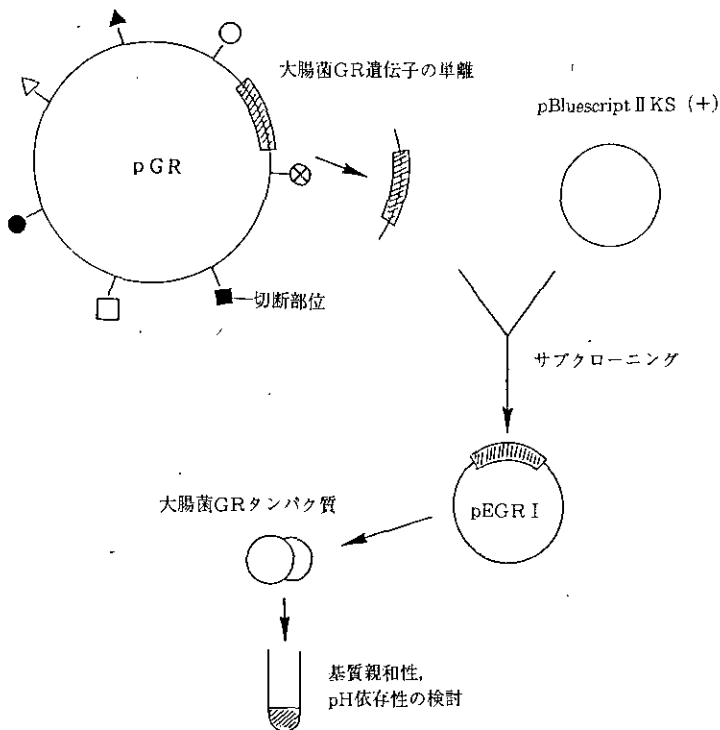 大腸菌GR遺伝子の単離
pBluescript II KS (+)
pGR
切断部位
サブクローニング
pEGR I
大腸菌GRタンパク質
基質親和性,
pH依存性の検討